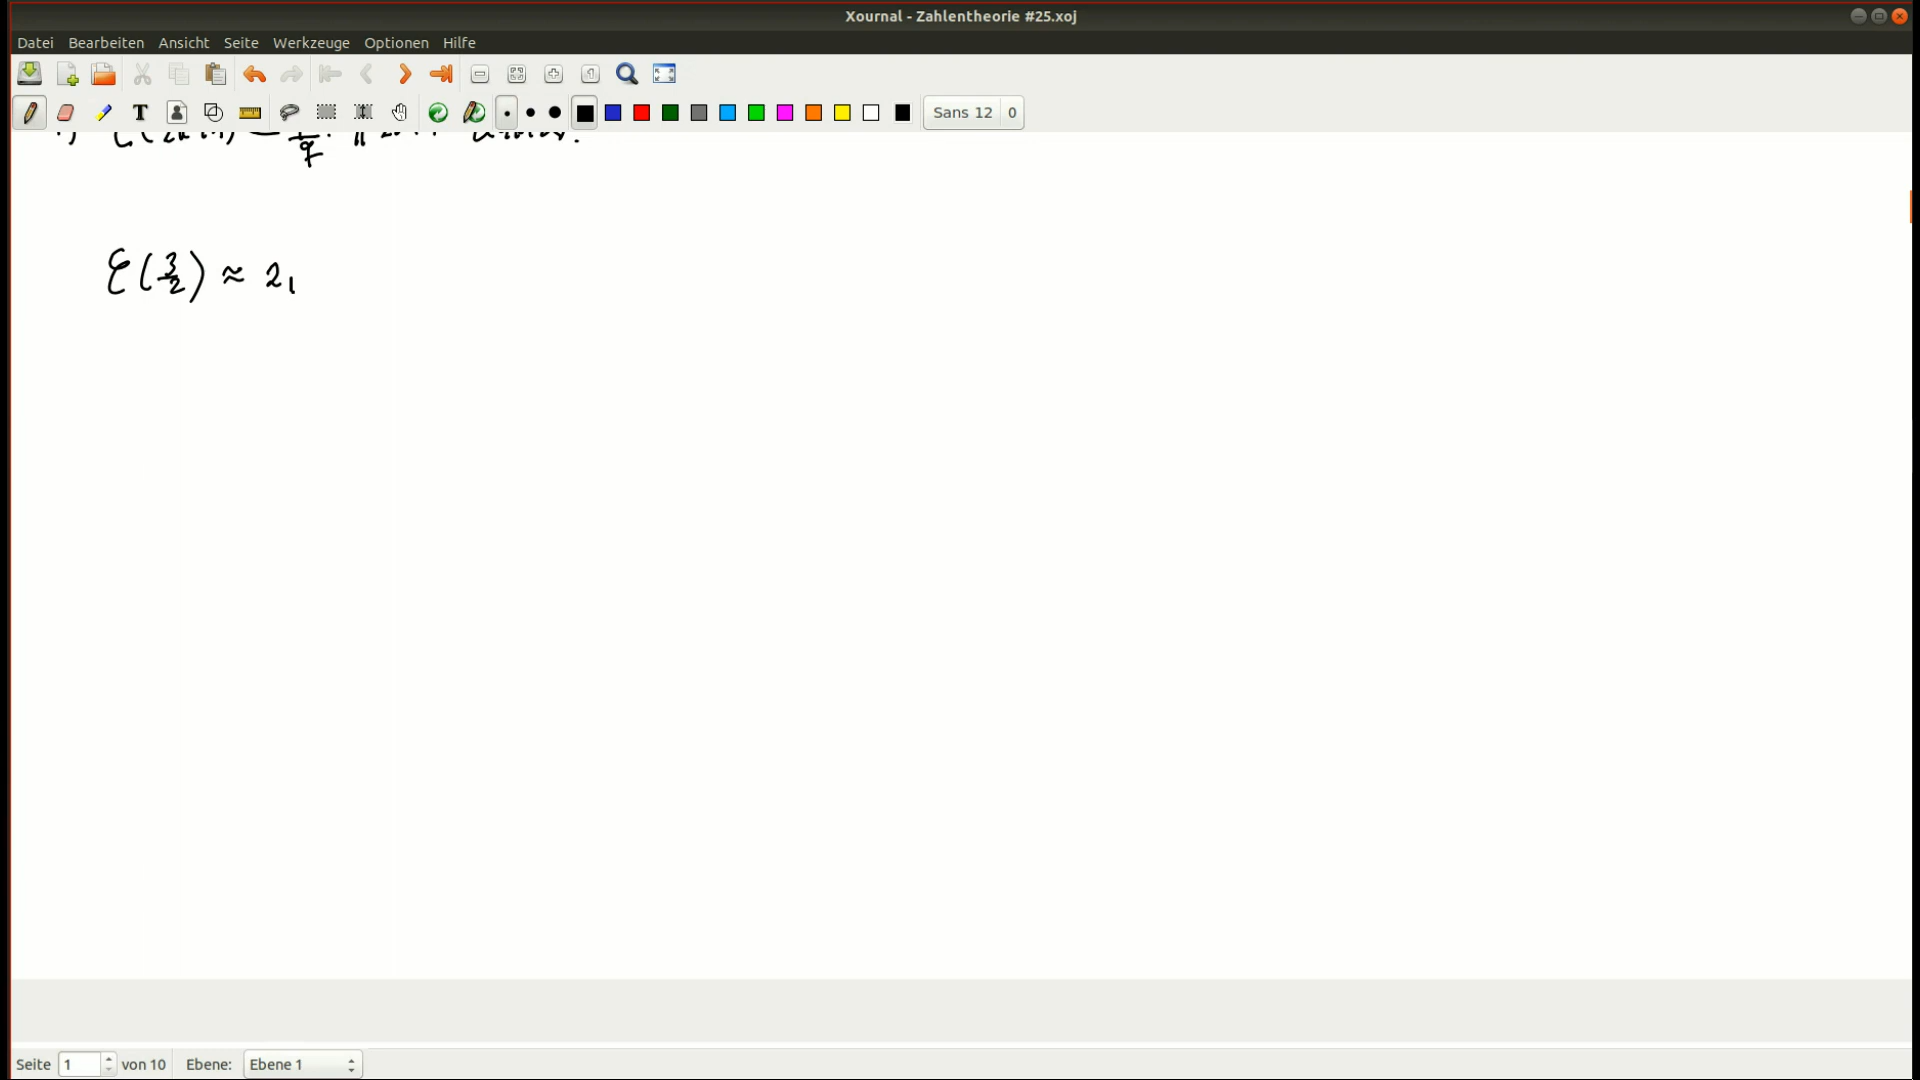 Xournal - Zahlentheorie #25.xoj
Datei Bearbeiten Ansicht Seite Werkzeuge Optionen Hilfe
T Sans 12 0
q
ζ(3/2) ≈ 2,
Seite 1 von 10 Ebene: Ebene 1